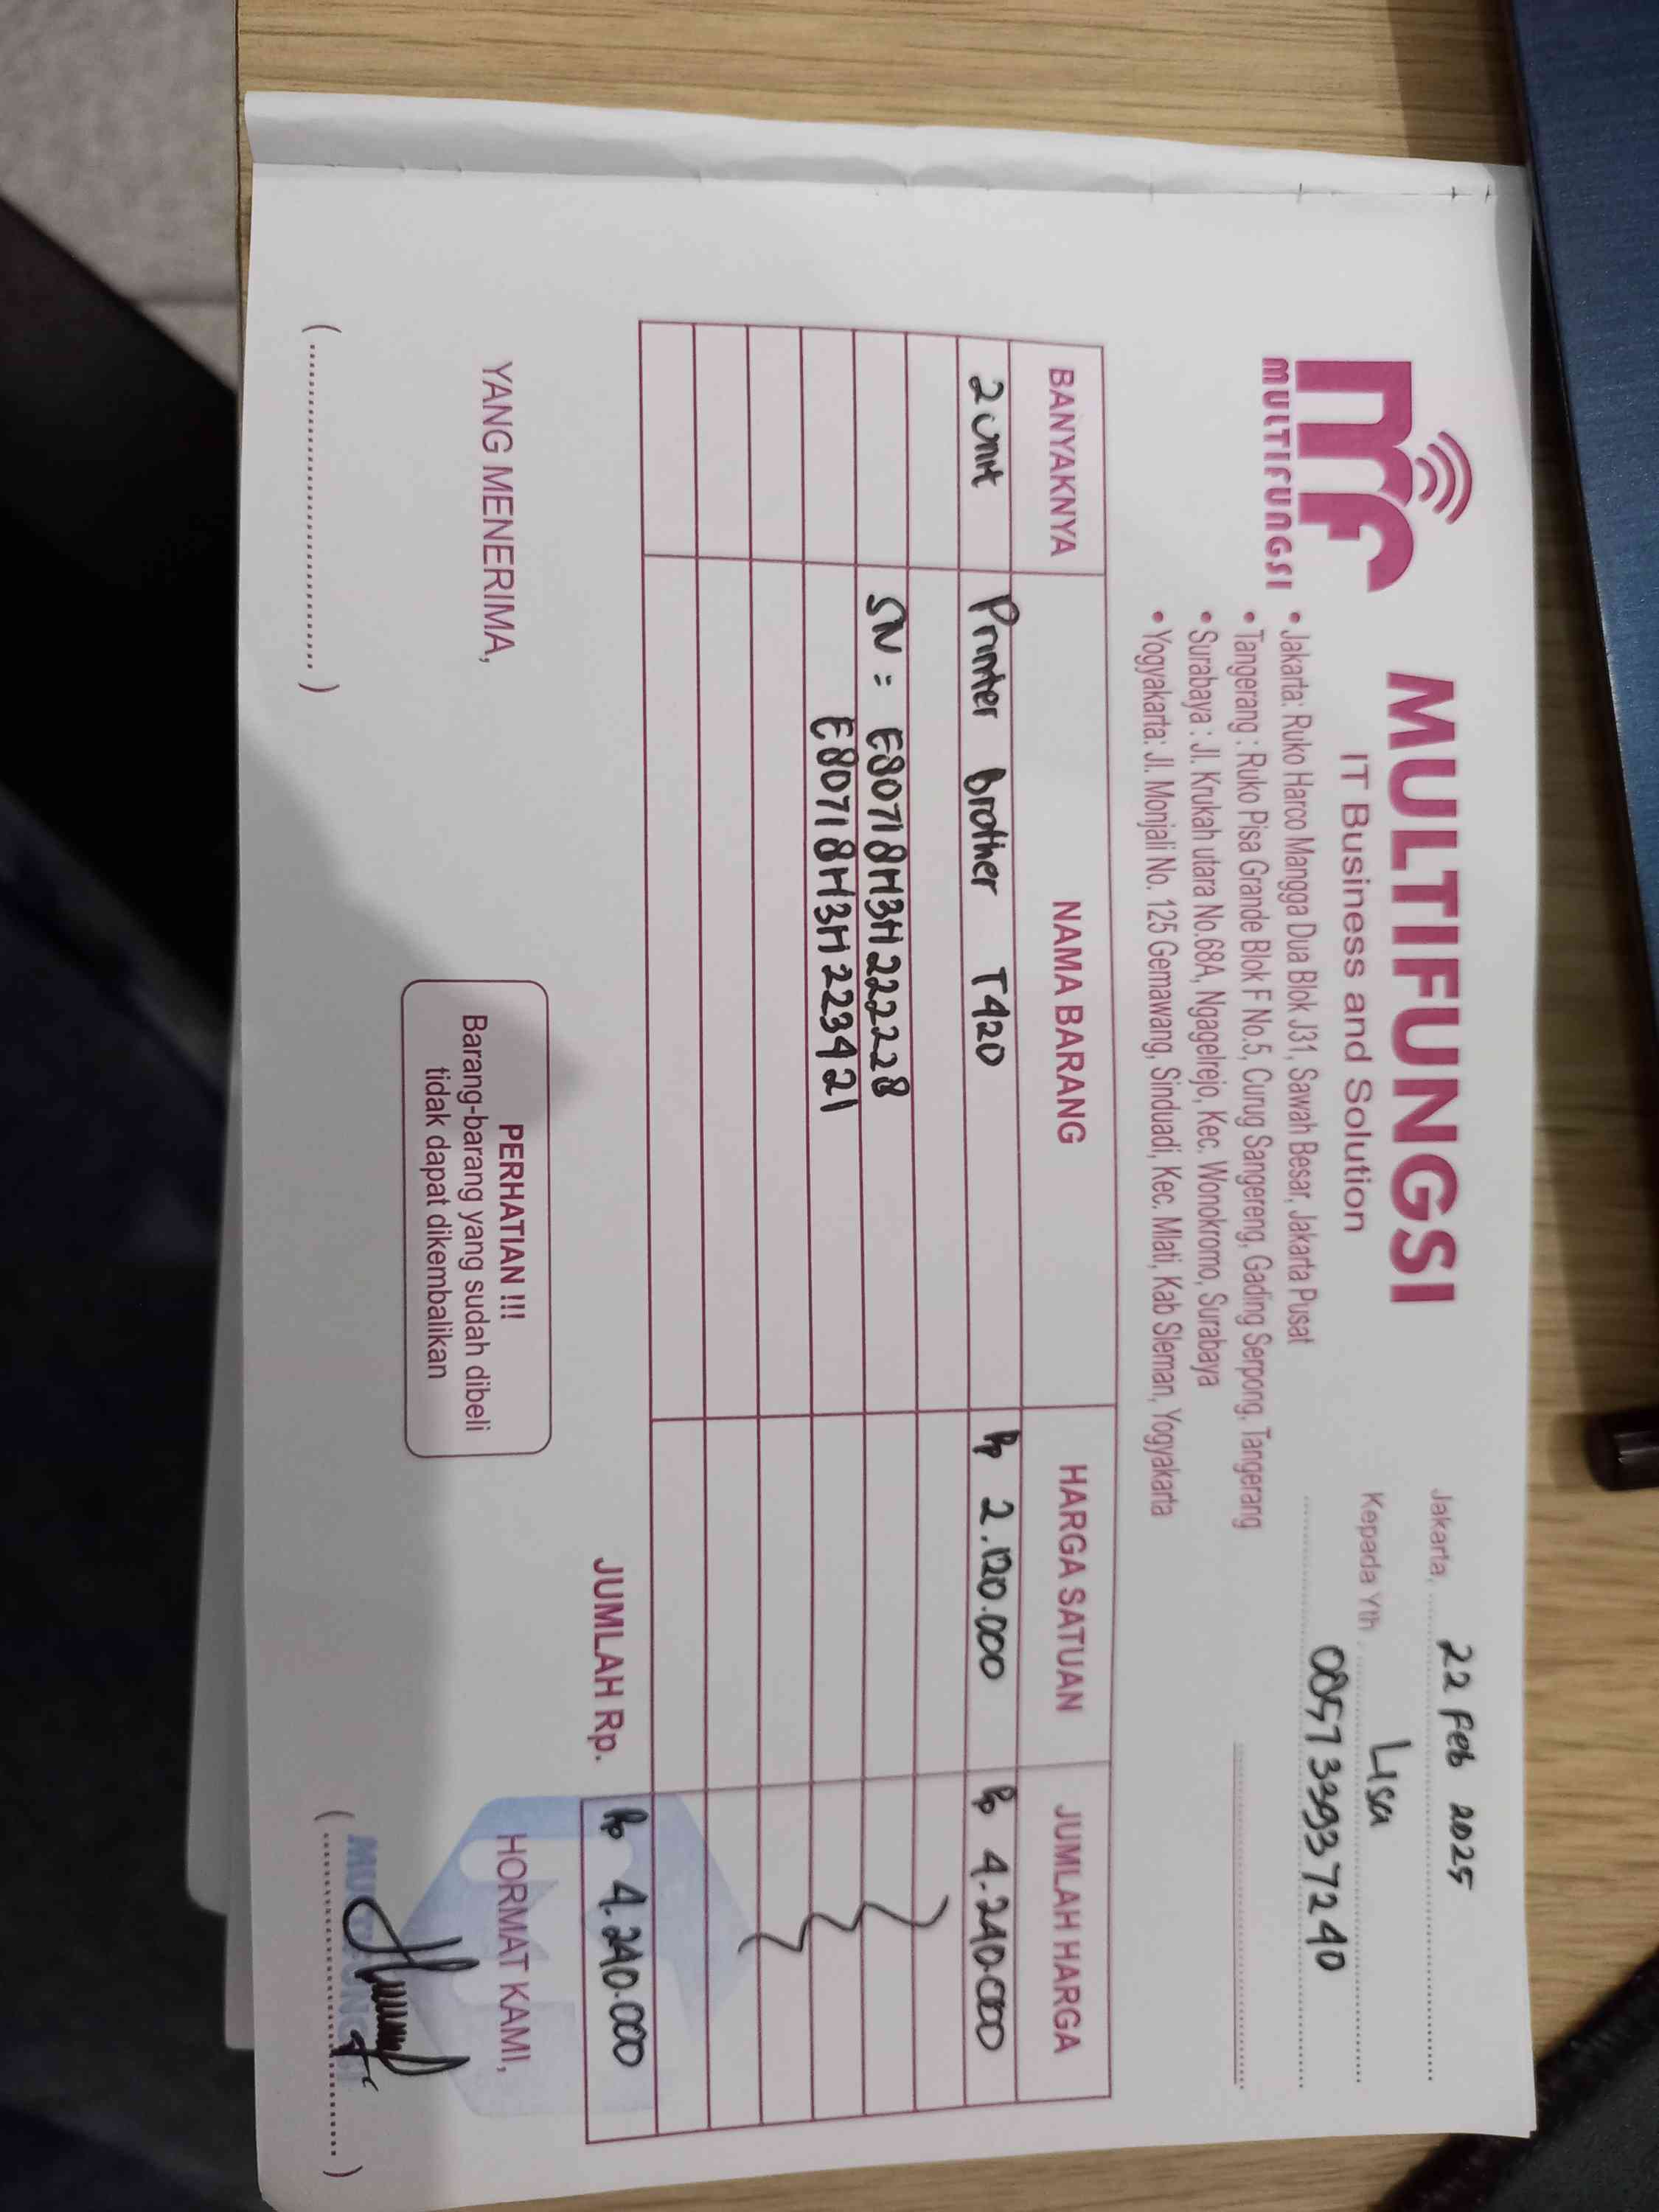 MULTIFUNGSI
MULTIFUNGSI
IT Business and Solution
• Jakarta: Ruko Harco Mangga Dua Blok J31, Sawah Besar, Jakarta Pusat
• Tangerang : Ruko Pisa Grande Blok F No.5, Curug Sangereng, Gading Serpong, Tangerang
• Surabaya : Jl. Krukah utara No.68A, Ngagelrejo, Kec. Wonokromo, Surabaya
• Yogyakarta: Jl. Monjali No. 125 Gemawang, Sinduadi, Kec. Mlati, Kab Sleman, Yogyakarta
Jakarta, 22 Feb 2025
Kepada Yth Lisa
085733937240
BANYAKNYA NAMA BARANG HARGA SATUAN JUMLAH HARGA
2 unit Printer brother T420 Rp 2.120.000 Rp 4.240.000
SN = E80718H3H222228
E80718H3H223421
JUMLAH Rp. Rp 4.240.000
YANG MENERIMA,
PERHATIAN !!!
Barang-barang yang sudah dibeli
tidak dapat dikembalikan
HORMAT KAMI,
MULTIFUNGSI